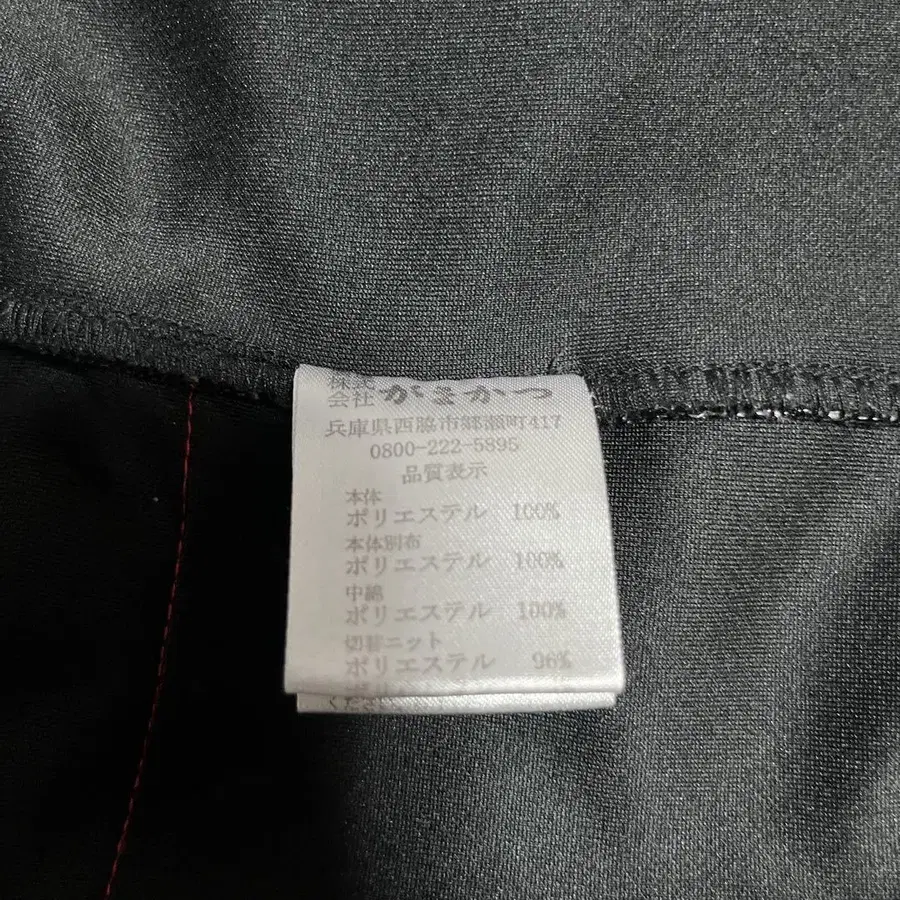 株式会社 がまかつ
兵庫県西脇市郷瀬町417
0800-222-5895
品質表示
本体
ポリエステル 100%
本体別布
ポリエステル 100%
中綿
ポリエステル 100%
切替ニット
ポリエステル 96%
くださ